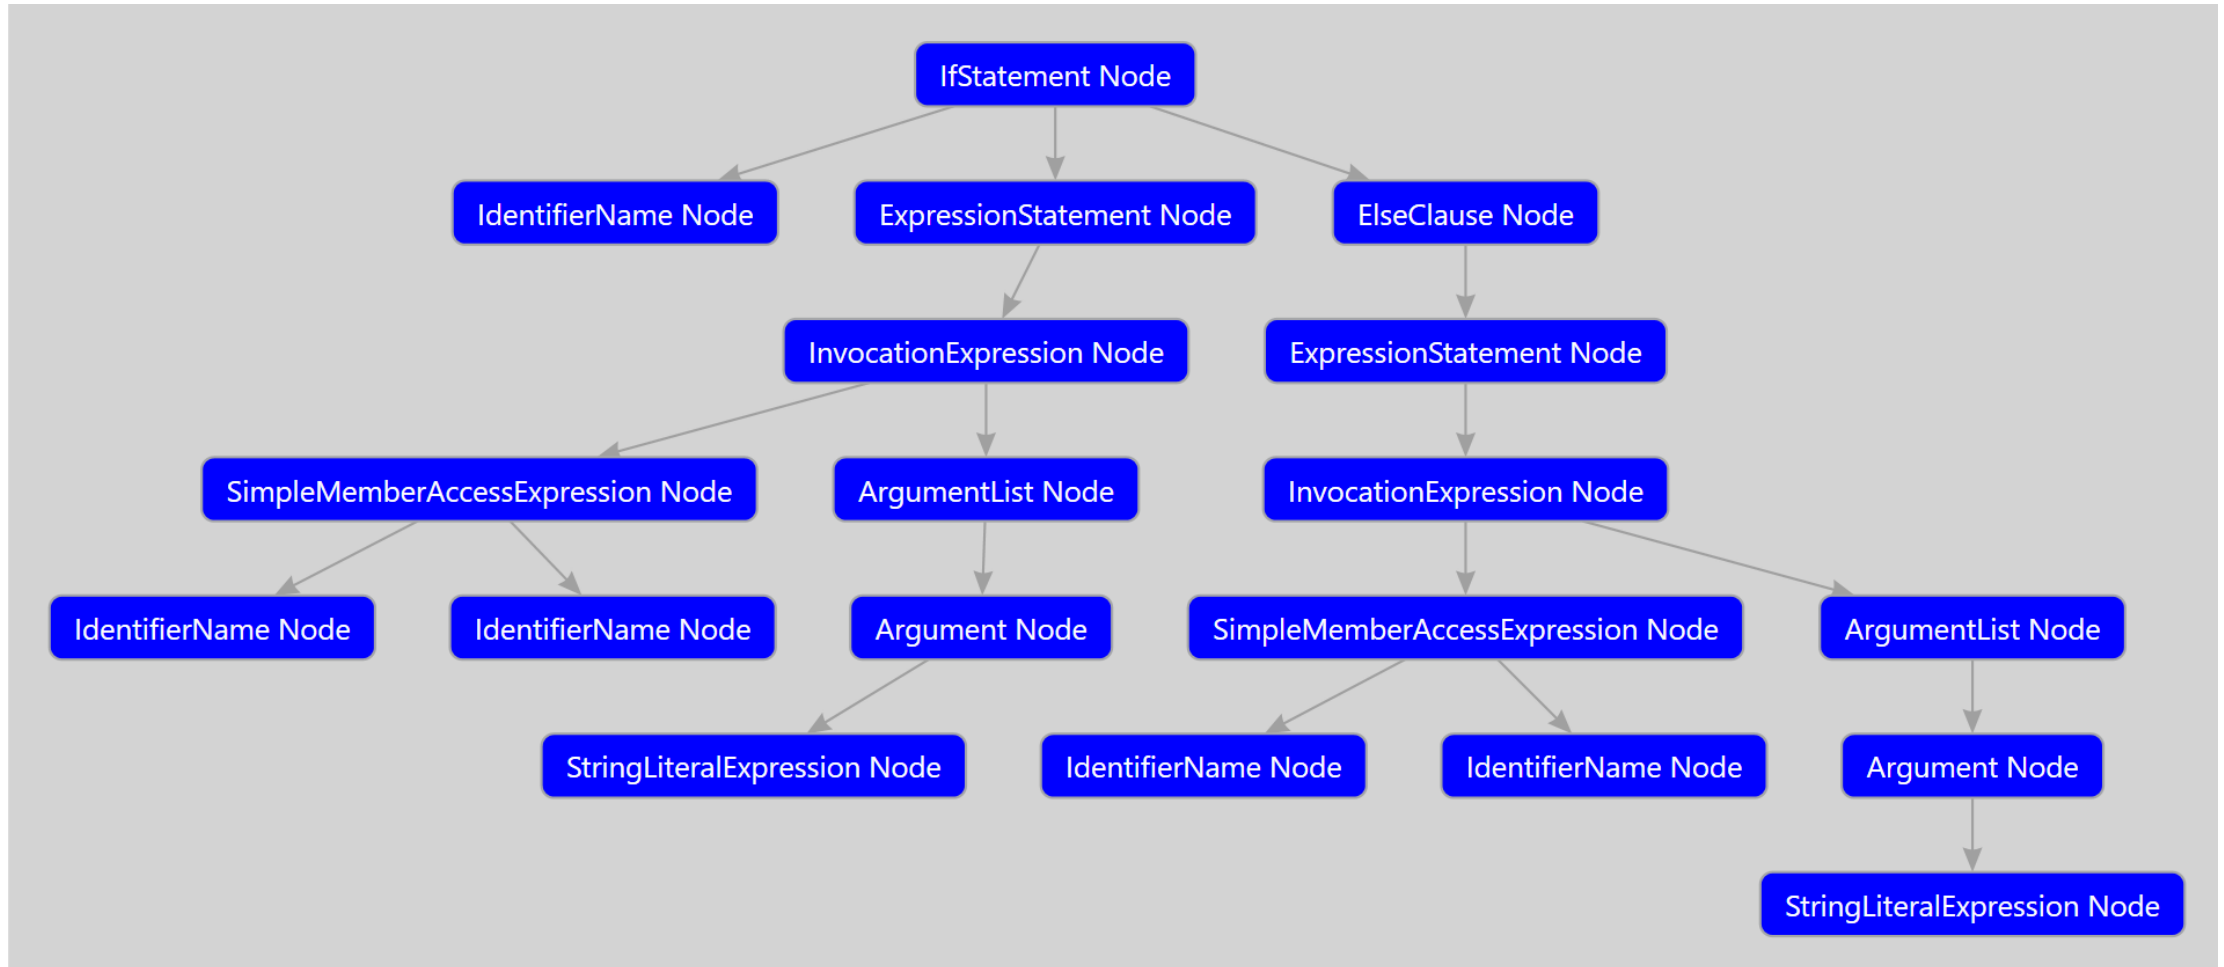 IfStatement Node
IdentifierName Node
ExpressionStatement Node
ElseClause Node
InvocationExpression Node
ExpressionStatement Node
SimpleMemberAccessExpression Node
ArgumentList Node
InvocationExpression Node
IdentifierName Node
IdentifierName Node
Argument Node
SimpleMemberAccessExpression Node
ArgumentList Node
StringLiteralExpression Node
IdentifierName Node
IdentifierName Node
Argument Node
StringLiteralExpression Node